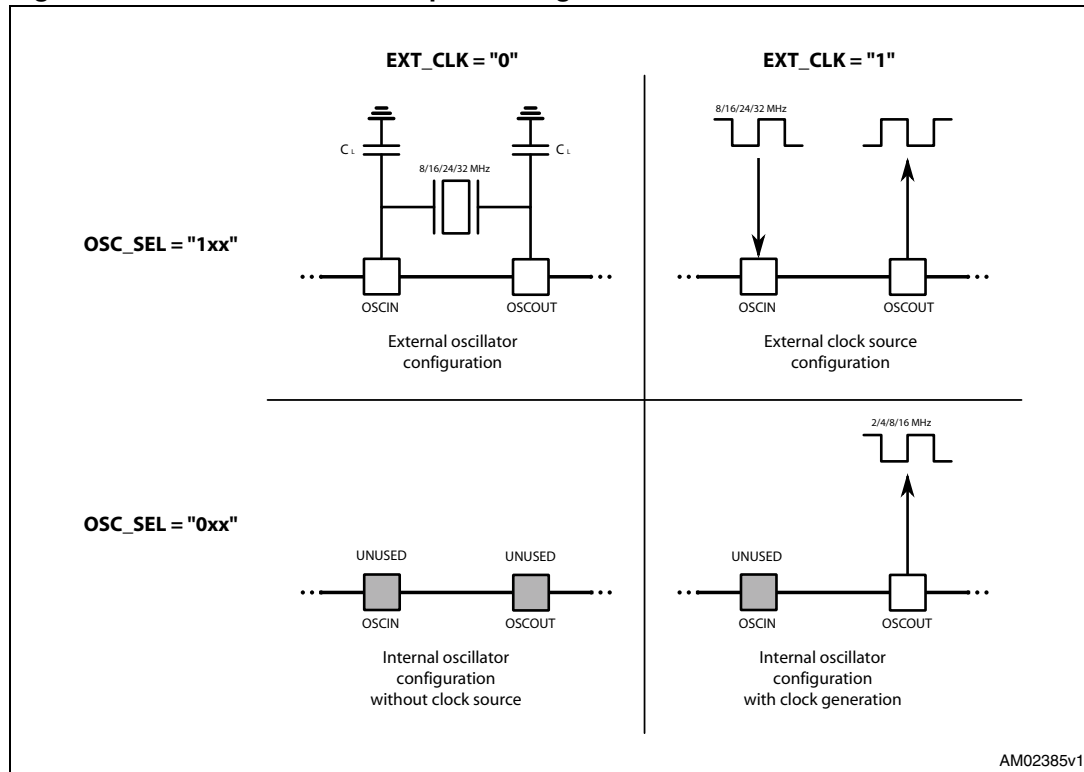 EXT_CLK = "0"
EXT_CLK = "1"
8/16/24/32 MHz
C L
C L
8/16/24/32 MHz
OSC_SEL = "1xx"
OSCIN
OSCOUT
OSCIN
OSCOUT
External oscillator
configuration
External clock source
configuration
2/4/8/16 MHz
OSC_SEL = "0xx"
UNUSED
UNUSED
UNUSED
OSCIN
OSCOUT
OSCIN
OSCOUT
Internal oscillator
configuration
without clock source
Internal oscillator
configuration
with clock generation
AM02385v1